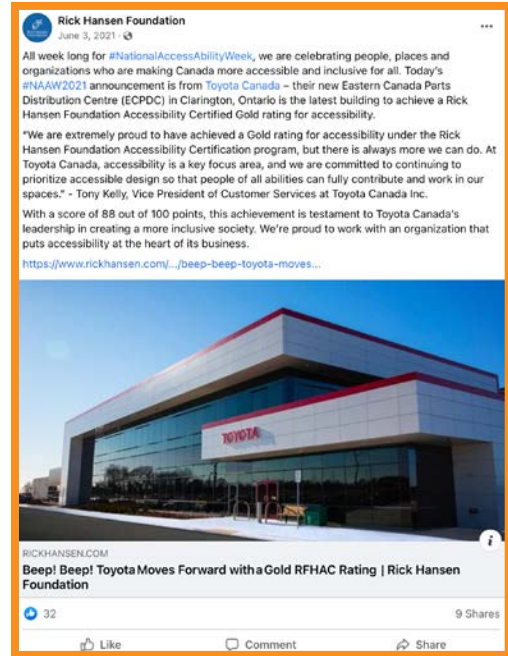 Rick Hansen Foundation
June 3, 2021 ·
All week long for #NationalAccessAbilityWeek, we are celebrating people, places and
organizations who are making Canada more accessible and inclusive for all. Today's
#NAAW2021 announcement is from Toyota Canada – their new Eastern Canada Parts
Distribution Centre (ECPDC) in Clarington, Ontario is the latest building to achieve a Rick
Hansen Foundation Accessibility Certified Gold rating for accessibility.
"We are extremely proud to have achieved a Gold rating for accessibility under the Rick
Hansen Foundation Accessibility Certification program, but there is always more we can do. At
Toyota Canada, accessibility is a key focus area, and we are committed to continuing to
prioritize accessible design so that people of all abilities can fully contribute and work in our
spaces." - Tony Kelly, Vice President of Customer Services at Toyota Canada Inc.
With a score of 88 out of 100 points, this achievement is testament to Toyota Canada's
leadership in creating a more inclusive society. We're proud to work with an organization that
puts accessibility at the heart of its business.
https://www.rickhansen.com/.../beep-beep-toyota-moves...
TOYOTA
i
RICKHANSEN.COM
Beep! Beep! Toyota Moves Forward with a Gold RFHAC Rating | Rick Hansen
Foundation
32
9 Shares
Like
Comment
Share